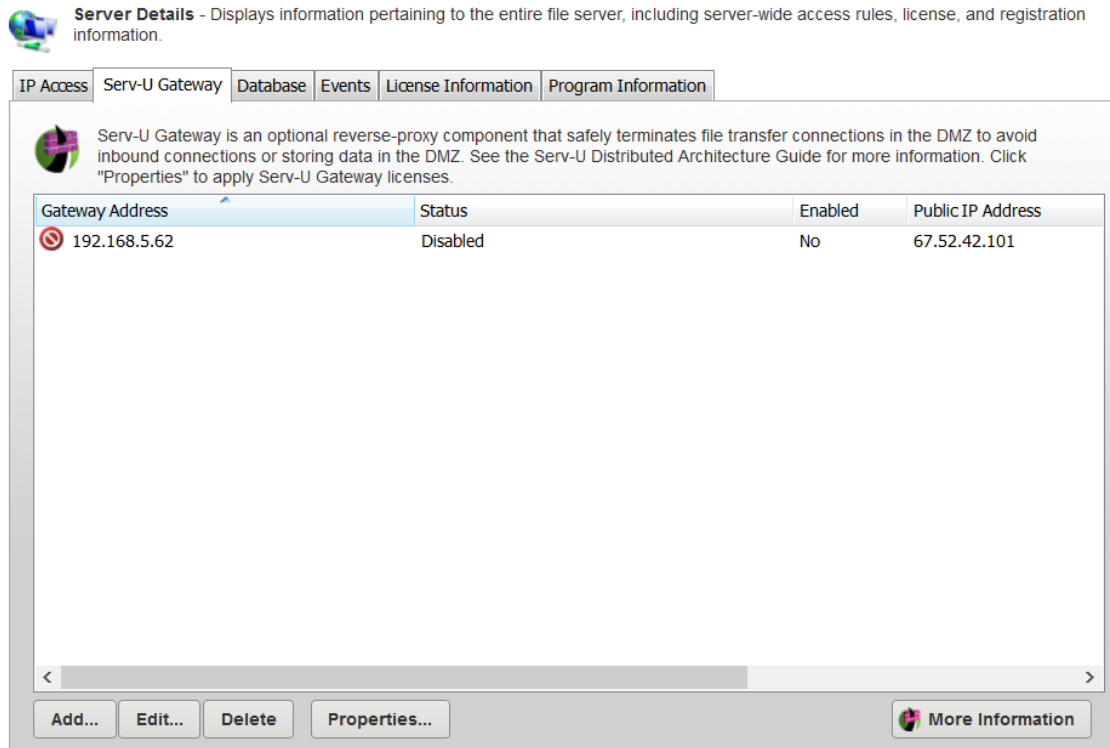 Server Details - Displays information pertaining to the entire file server, including server-wide access rules, license, and registration
information.
IP Access Serv-U Gateway Database Events License Information Program Information
Serv-U Gateway is an optional reverse-proxy component that safely terminates file transfer connections in the DMZ to avoid
inbound connections or storing data in the DMZ. See the Serv-U Distributed Architecture Guide for more information. Click
"Properties" to apply Serv-U Gateway licenses.
Gateway Address Status Enabled Public IP Address
192.168.5.62 Disabled No 67.52.42.101
Add... Edit... Delete Properties... More Information